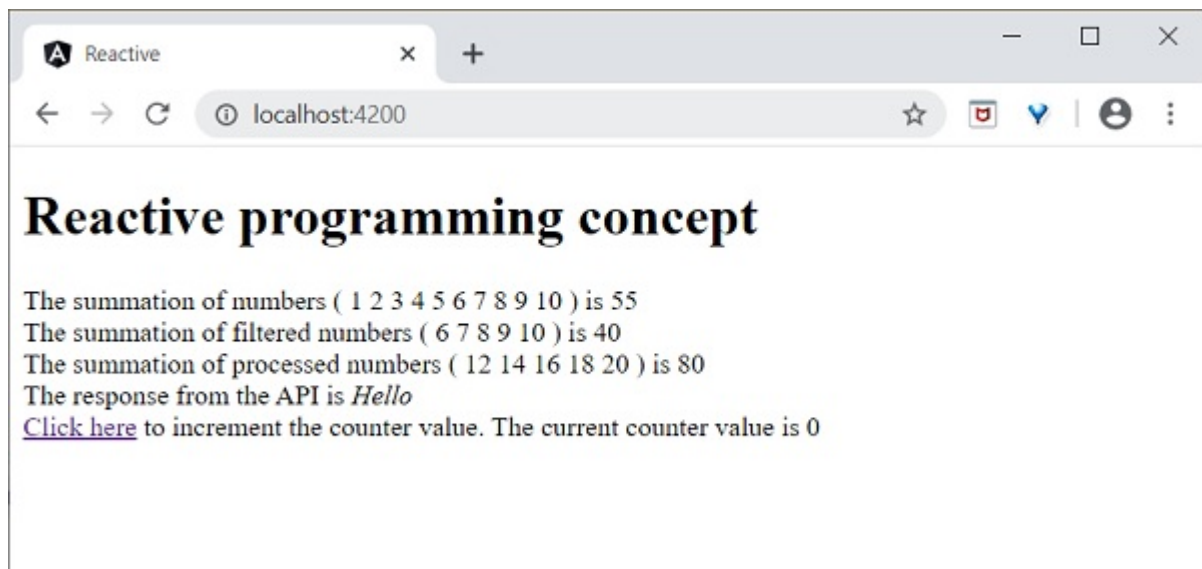 Reactive
localhost:4200
Reactive programming concept
The summation of numbers ( 1 2 3 4 5 6 7 8 9 10 ) is 55
The summation of filtered numbers ( 6 7 8 9 10 ) is 40
The summation of processed numbers ( 12 14 16 18 20 ) is 80
The response from the API is Hello
Click here to increment the counter value. The current counter value is 0